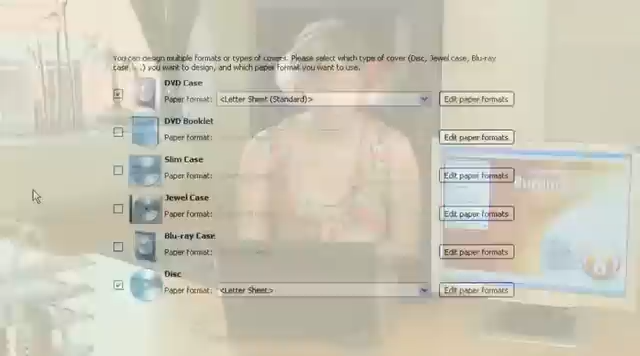 You can design multiple formats or types of covers. Please select which type of cover (Disc, Jewel case, Blu-ray
case, ...) you want to design, and which paper format you want to use.
DVD Case
Paper format: <Letter Sheet (Standard)> Edit paper formats
DVD Booklet
Paper format: Edit paper formats
Slim Case
Paper format: Edit paper formats
Jewel Case
Paper format: Edit paper formats
Blu-ray Case
Paper format: Edit paper formats
Disc
Paper format: <Letter Sheet> Edit paper formats